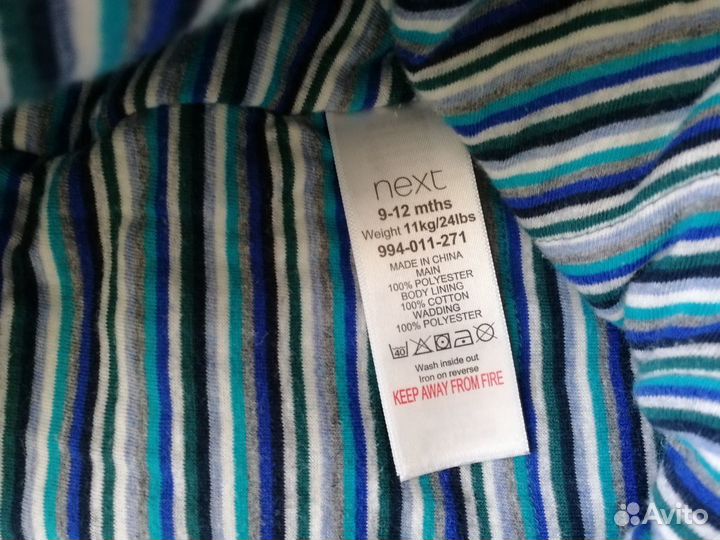 next
9-12 mths
Weight 11kg/24lbs
994-011-271
MADE IN CHINA
MAIN
100% POLYESTER
BODY LINING
100% COTTON
WADDING
100% POLYESTER
40
Wash inside out
Iron on reverse
KEEP AWAY FROM FIRE
Avito